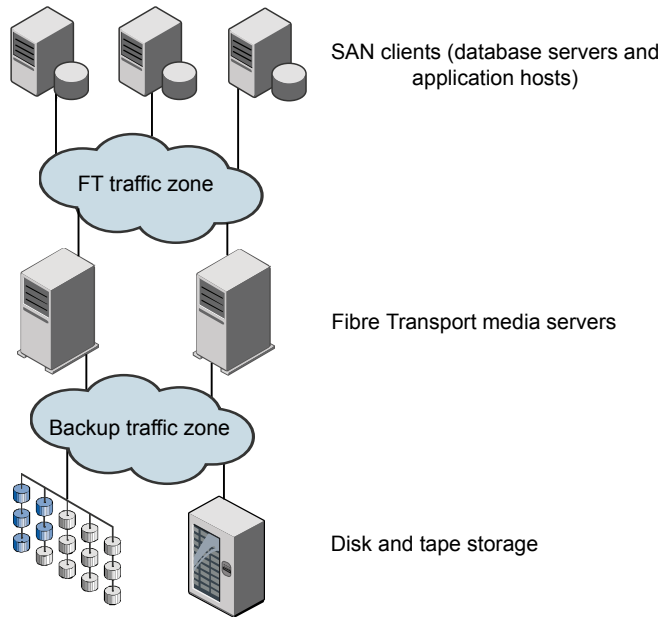 SAN clients (database servers and
application hosts)
FT traffic zone
Fibre Transport media servers
Backup traffic zone
Disk and tape storage